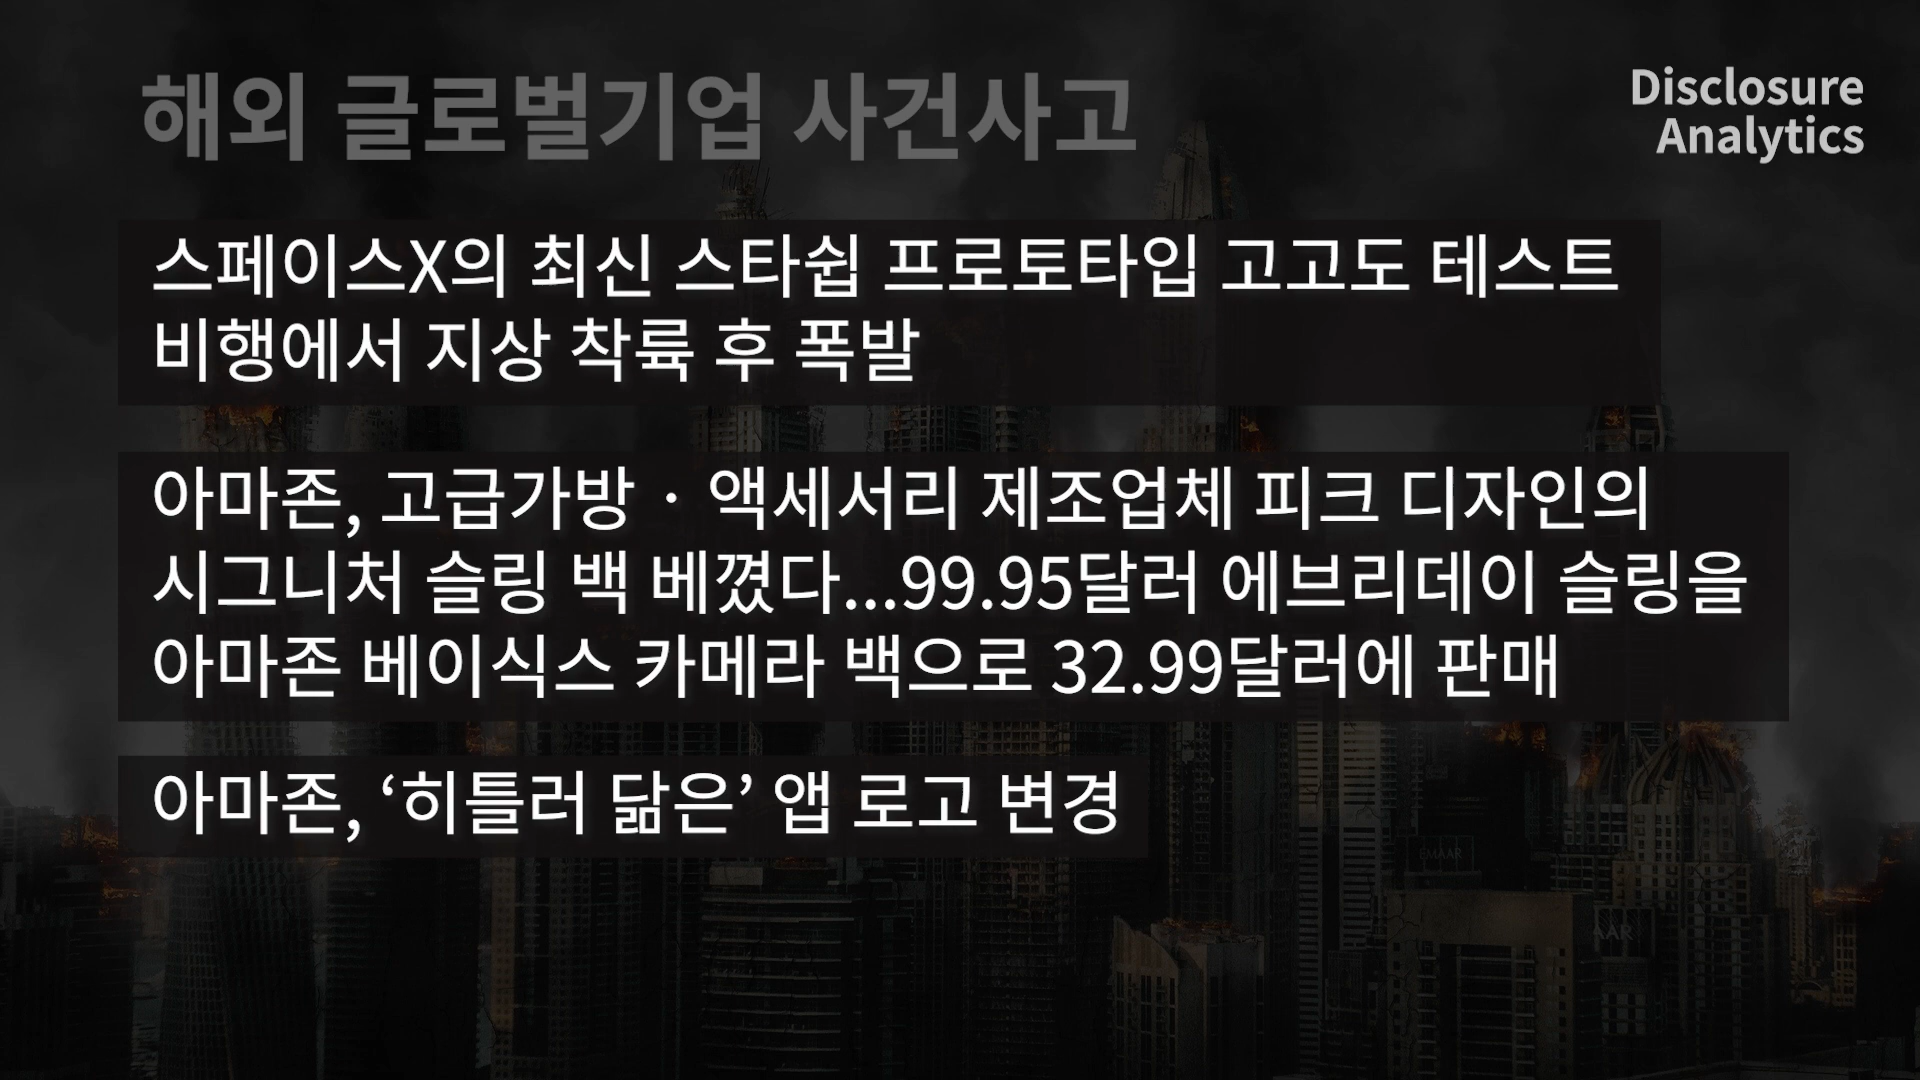 해외 글로벌기업 사건사고
Disclosure
Analytics
스페이스X의 최신 스타쉽 프로토타입 고고도 테스트
비행에서 지상 착륙 후 폭발
아마존, 고급가방 · 액세서리 제조업체 피크 디자인의
시그니처 슬링 백 베꼈다...99.95달러 에브리데이 슬링을
아마존 베이식스 카메라 백으로 32.99달러에 판매
아마존, ‘히틀러 닮은’ 앱 로고 변경
EMAAR
AAR